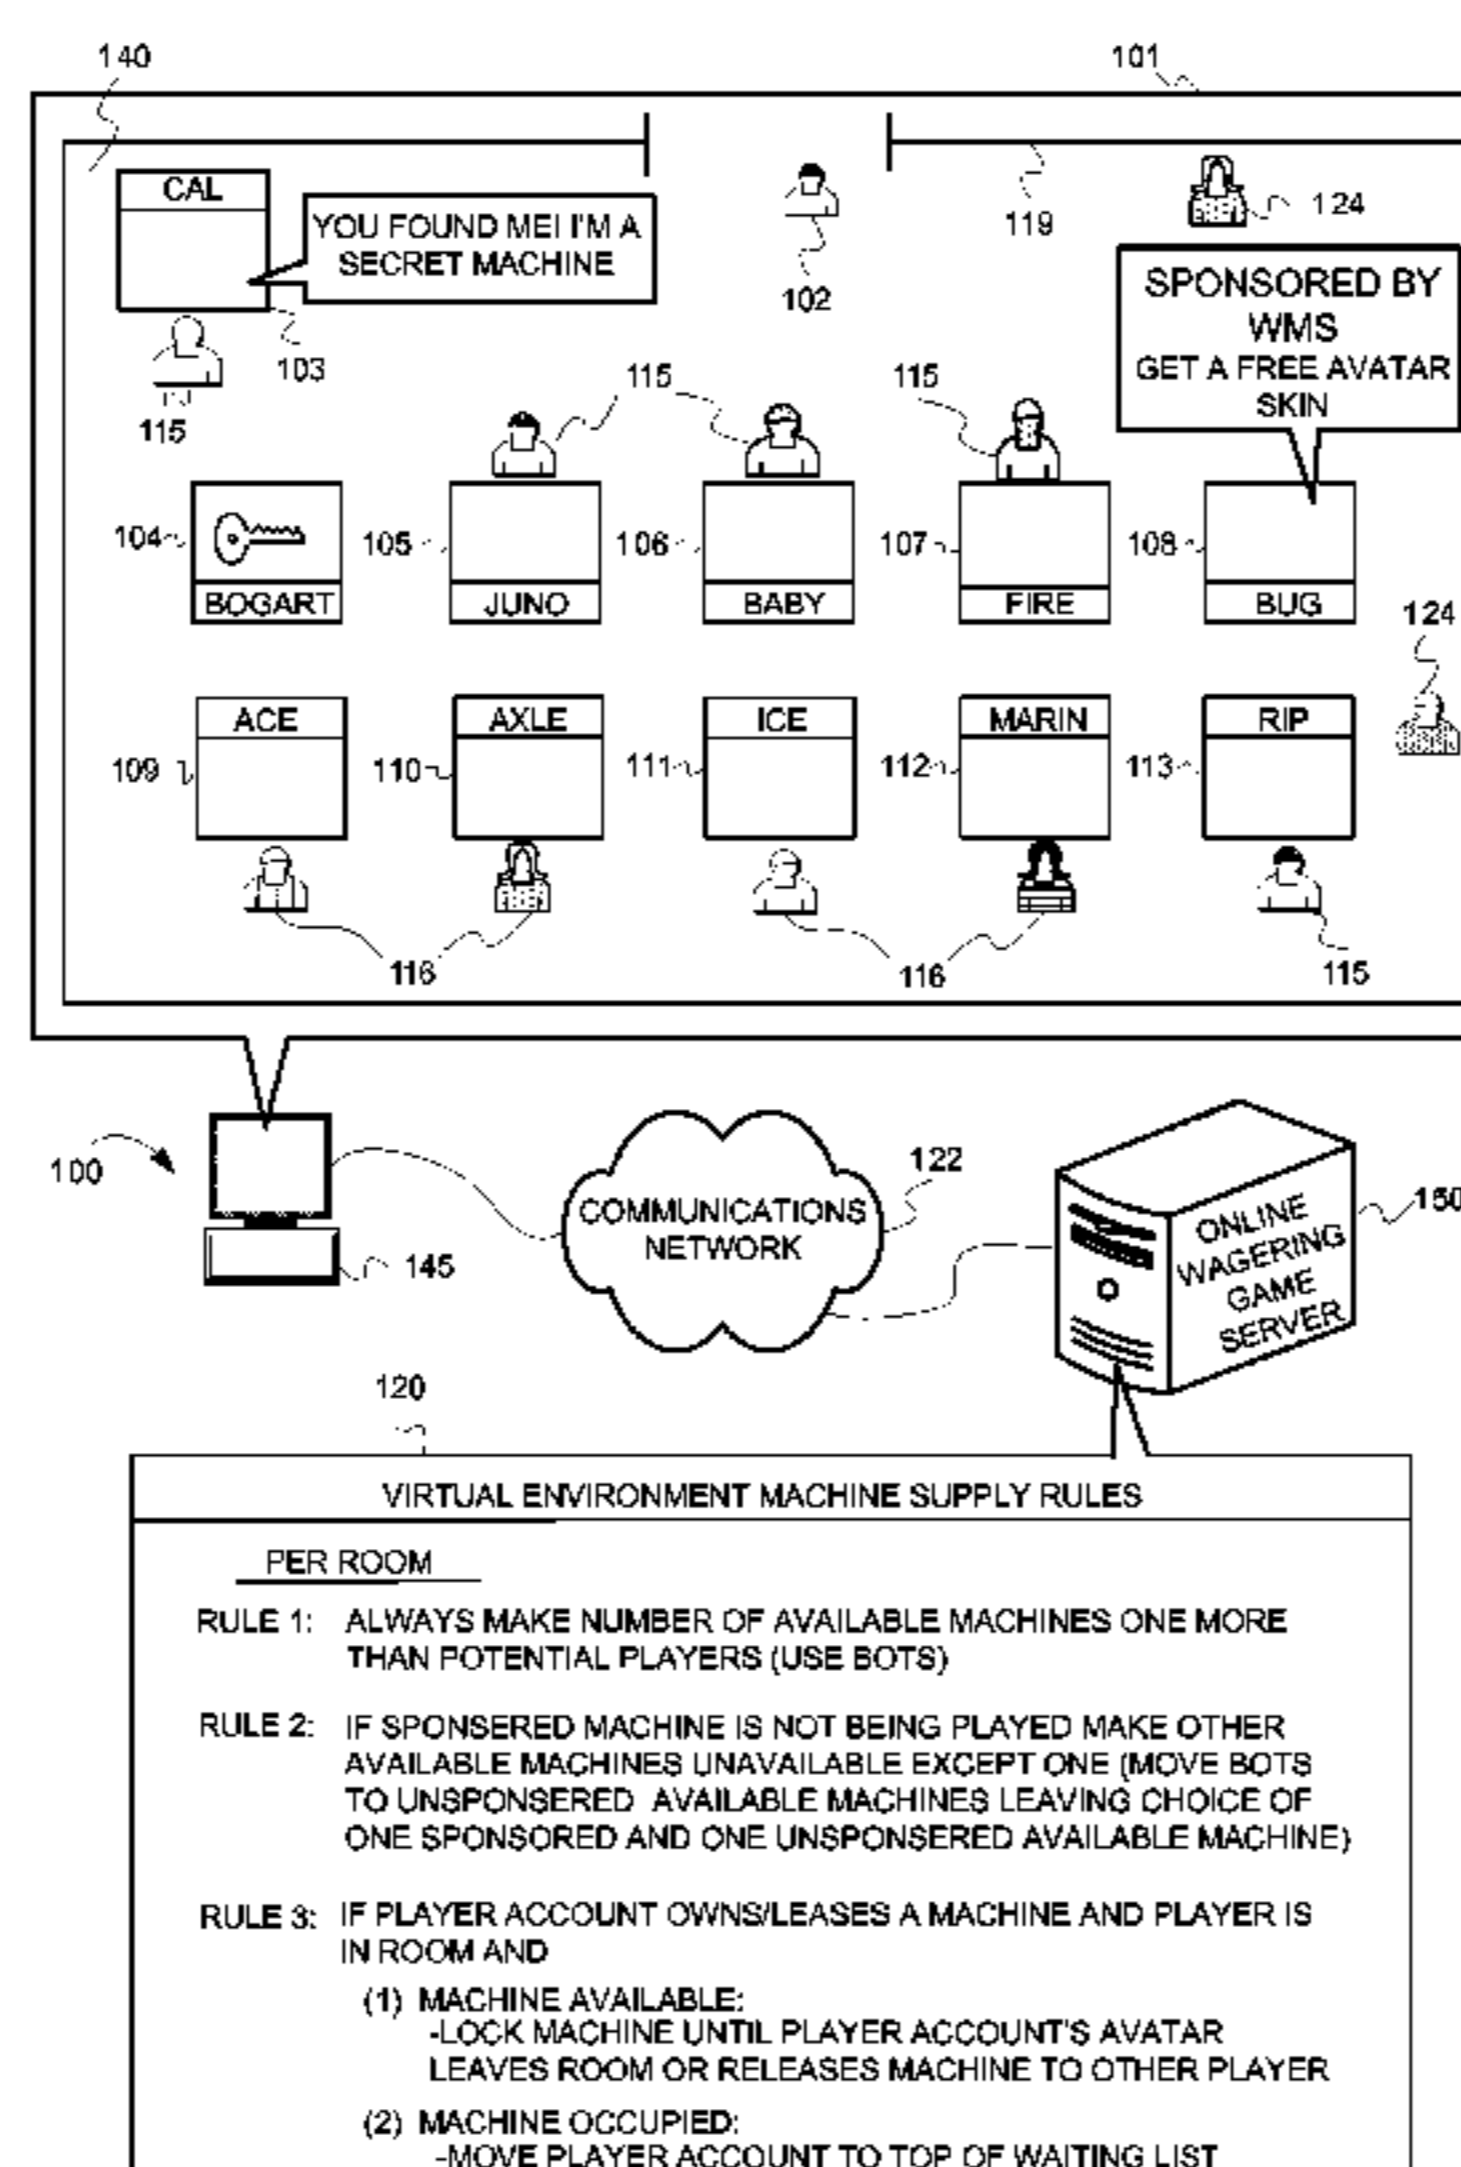 140
101
CAL
YOU FOUND ME! I'M A
SECRET MACHINE
102
119
124
SPONSORED BY
WMS
GET A FREE AVATAR
SKIN
103
115
115
115
104
105
106
107
108
BOGART
JUNO
BABY
FIRE
BUG
124
ACE
AXLE
ICE
MARIN
RIP
109
110
111
112
113
116
116
115
100
145
COMMUNICATIONS
NETWORK
122
ONLINE
WAGERING
GAME
SERVER
150
120
VIRTUAL ENVIRONMENT MACHINE SUPPLY RULES
PER ROOM
RULE 1: ALWAYS MAKE NUMBER OF AVAILABLE MACHINES ONE MORE
THAN POTENTIAL PLAYERS (USE BOTS)
RULE 2: IF SPONSERED MACHINE IS NOT BEING PLAYED MAKE OTHER
AVAILABLE MACHINES UNAVAILABLE EXCEPT ONE (MOVE BOTS
TO UNSPONSERED AVAILABLE MACHINES LEAVING CHOICE OF
ONE SPONSORED AND ONE UNSPONSERED AVAILABLE MACHINE)
RULE 3: IF PLAYER ACCOUNT OWNS/LEASES A MACHINE AND PLAYER IS
IN ROOM AND
(1) MACHINE AVAILABLE:
-LOCK MACHINE UNTIL PLAYER ACCOUNT'S AVATAR
LEAVES ROOM OR RELEASES MACHINE TO OTHER PLAYER
(2) MACHINE OCCUPIED:
-MOVE PLAYER ACCOUNT TO TOP OF WAITING LIST